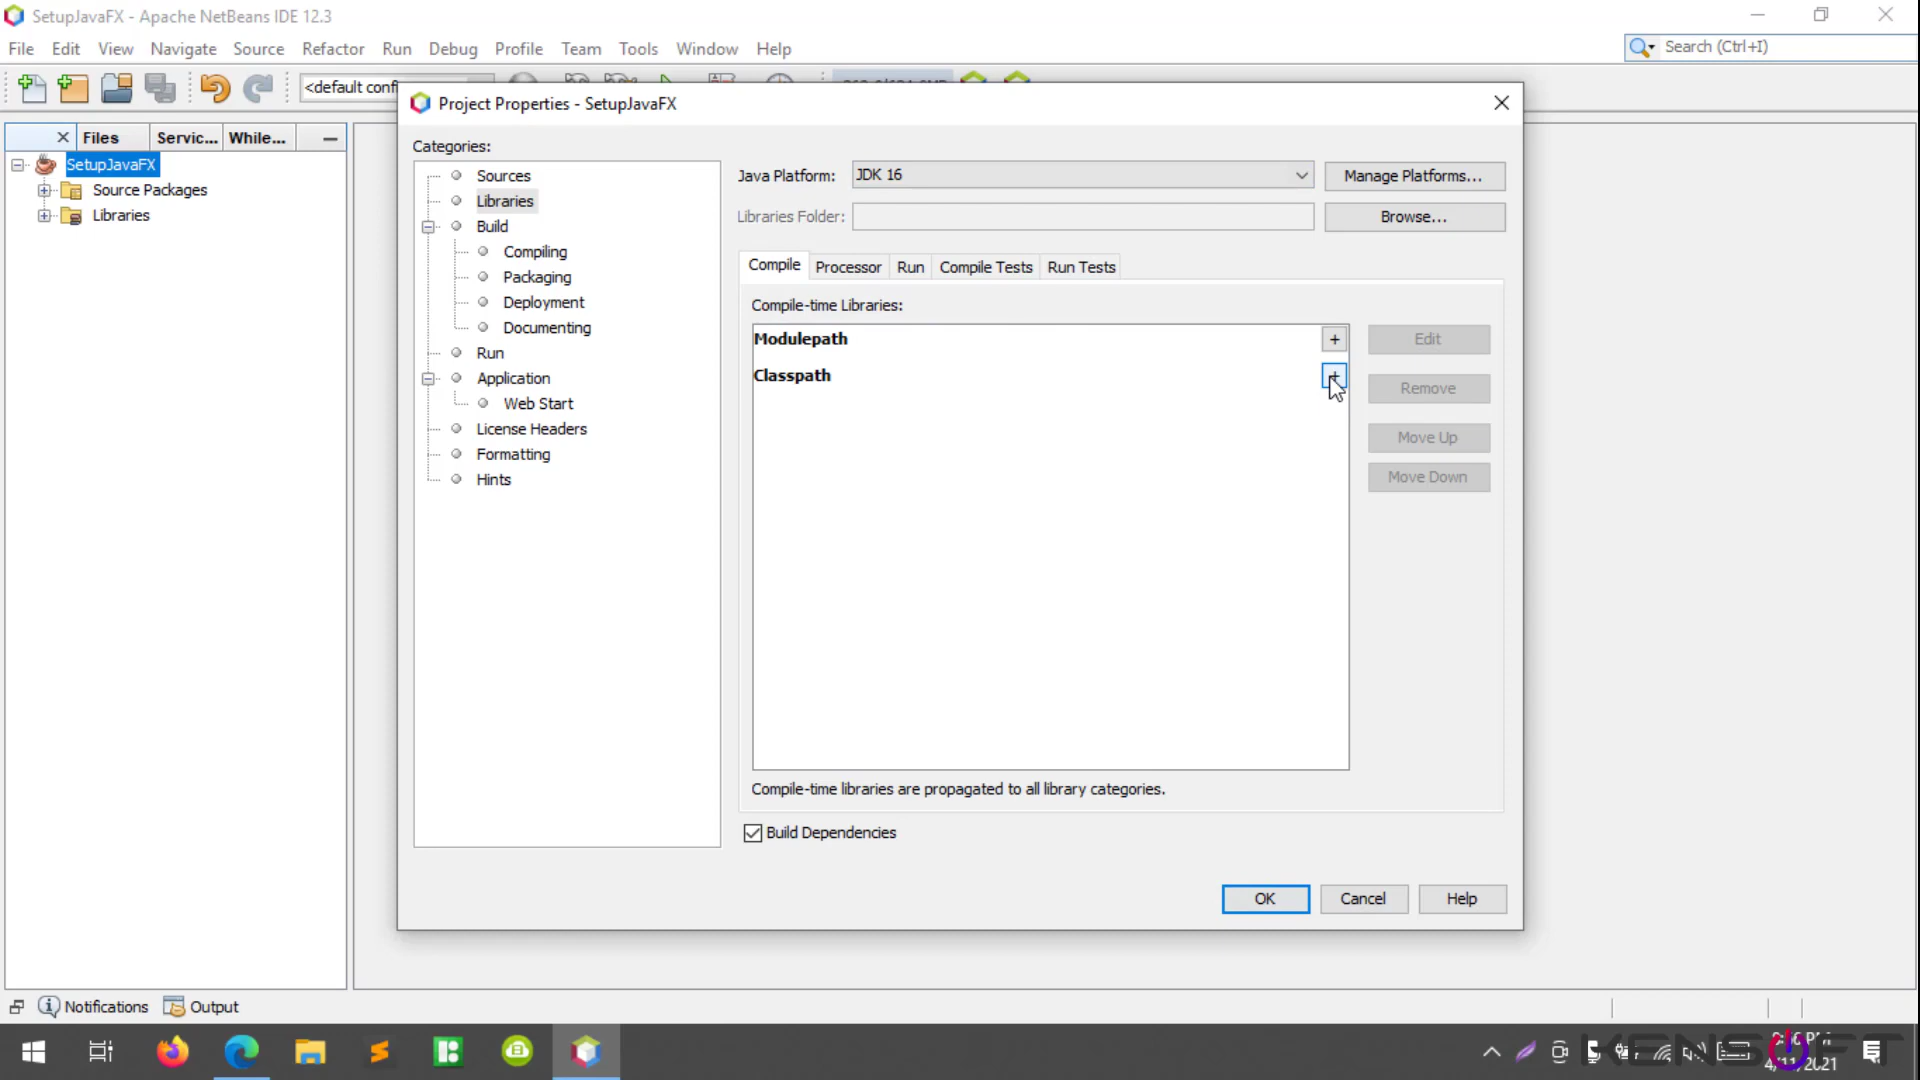 SetupJavaFX - Apache NetBeans IDE 12.3
File Edit View Navigate Source Refactor Run Debug Profile Team Tools Window Help
Search (Ctrl+I)
<default conf
Files Servic... While...
SetupJavaFX
Source Packages
Libraries
Project Properties - SetupJavaFX
Categories:
Sources
Libraries
Build
Compiling
Packaging
Deployment
Documenting
Run
Application
Web Start
License Headers
Formatting
Hints
Java Platform: JDK 16 Manage Platforms...
Libraries Folder: Browse...
Compile Processor Run Compile Tests Run Tests
Compile-time Libraries:
Modulepath +
Classpath +
Edit
Remove
Move Up
Move Down
Compile-time libraries are propagated to all library categories.
Build Dependencies
OK Cancel Help
Notifications Output
4/11/2021
KENSOFT